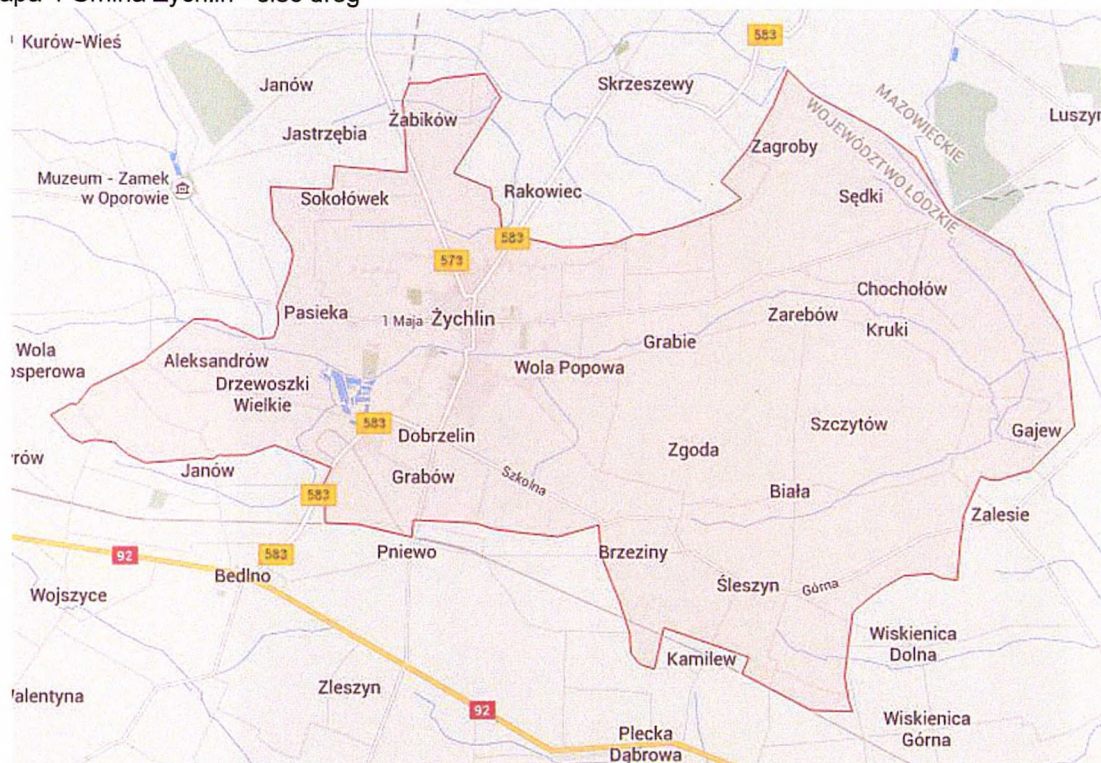 583
Kurów-Wieś
Janów
Skrzeszewy
MAZOWIECKIE
WOJEWÓDZTWO ŁÓDZKIE
Żabików
Jastrzębia
Zagroby
Muzeum - Zamek
w Oporowie
Sokołówek
Rakowiec
Sędki
583
573
Chochołów
Pasieka
1 Maja
Żychlin
Zarebów
Kruki
Wola
Grabie
Aleksandrów
Wola Popowa
Drzewoszki
Wielkie
583
Dobrzelin
Szczytów
Gajew
Zgoda
Janów
Grabów
Szkolna
583
Biała
Zalesie
92
583
Pniewo
Brzeziny
Bedlno
Śleszyn
Górna
Wojszyce
Wiskienica
Dolna
Kamilew
Zleszyn
92
Wiskienica
Górna
Plecka
Dąbrowa